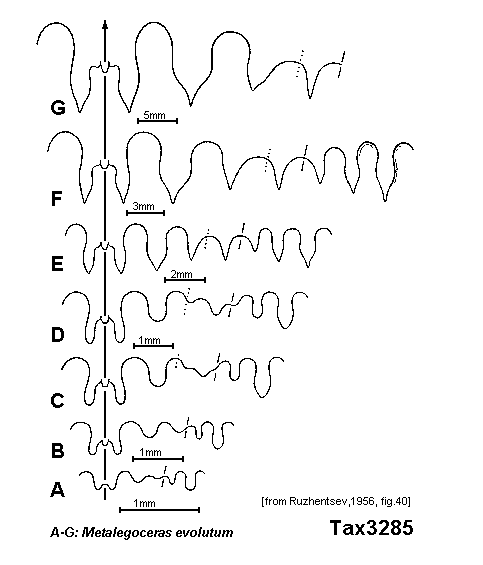 G
5mm
F
3mm
E
2mm
D
1mm
C
B
1mm
A
1mm
[from Ruzhentsev,1956, fig.40]
A-G: Metalegoceras evolutum
Tax3285